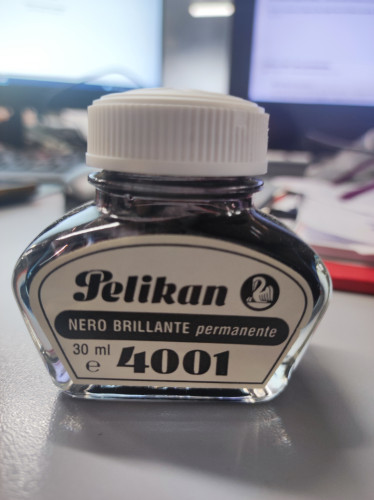 Pelikan
NERO BRILLANTE permanente
30 ml
e 4001